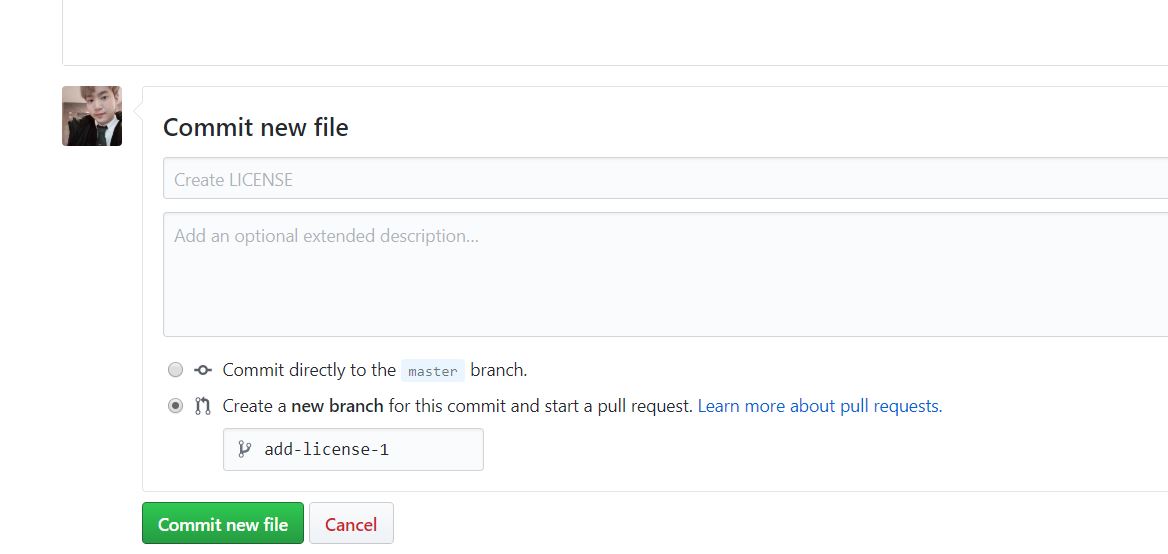 Commit new file
Create LICENSE
Add an optional extended description...
Commit directly to the master branch.
Create a new branch for this commit and start a pull request. Learn more about pull requests.
add-license-1
Commit new file Cancel